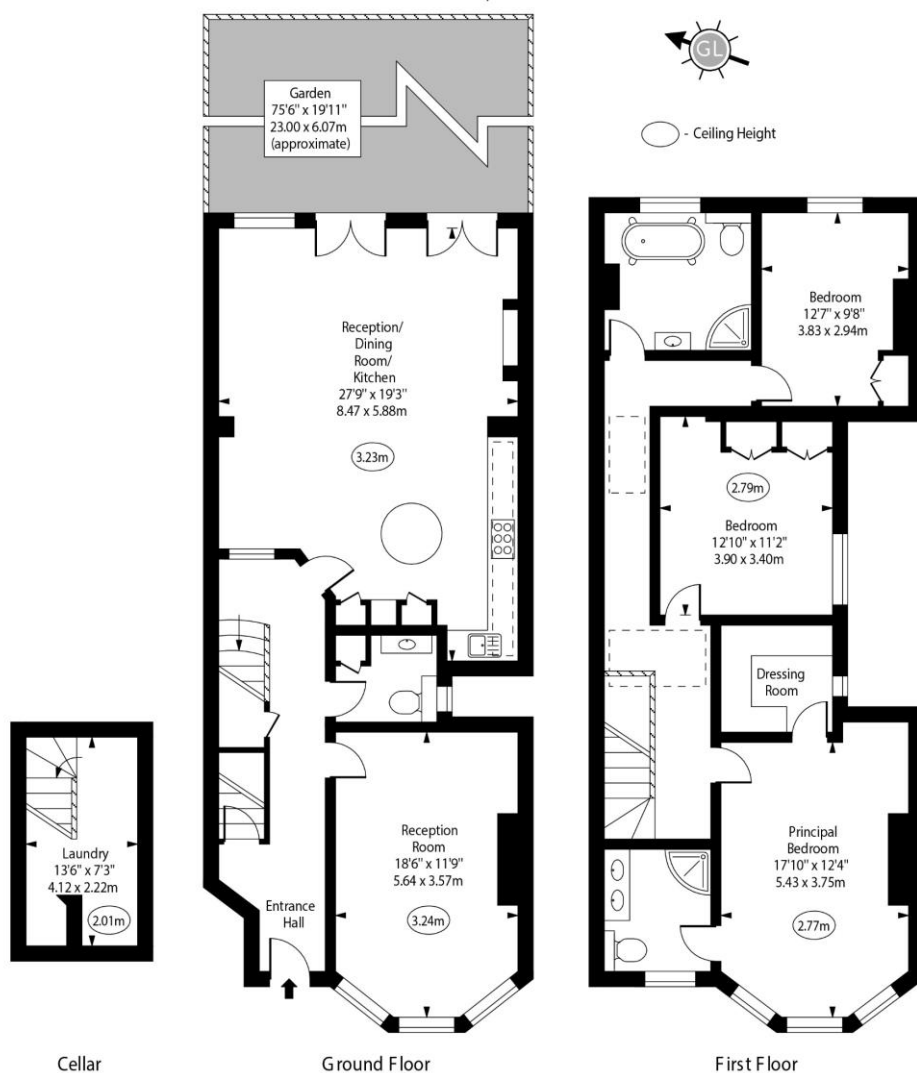 GL
- Ceiling Height
Garden
75'6" x 19'11"
23.00 x 6.07m
(approximate)
Reception/
Dining
Room/
Kitchen
27'9" x 19'3"
8.47 x 5.88m
3.23m
Reception
Room
18'6" x 11'9"
5.64 x 3.57m
3.24m
Entrance
Hall
Laundry
13'6" x 7'3"
4.12 x 2.22m
2.01m
Bedroom
12'7" x 9'8"
3.83 x 2.94m
2.79m
Bedroom
12'10" x 11'2"
3.90 x 3.40m
Dressing
Room
Principal
Bedroom
17'10" x 12'4"
5.43 x 3.75m
2.77m
Cellar
Ground Floor
First Floor